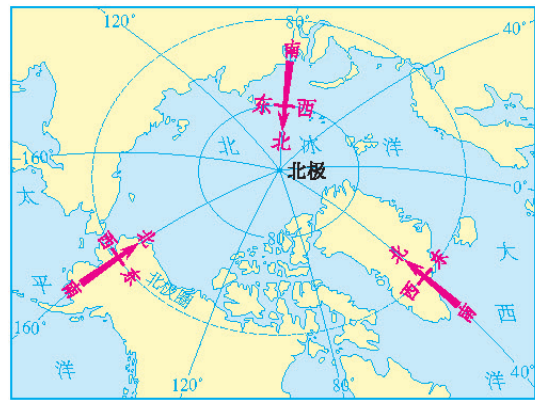 120°
80°
40°
南
东 西
北
北 冰 洋
北极
160°
0°
太
平
洋
大
西
洋
80°
西 北
南 东
北极圈
北 东
西 南
160°
120°
80°
40°